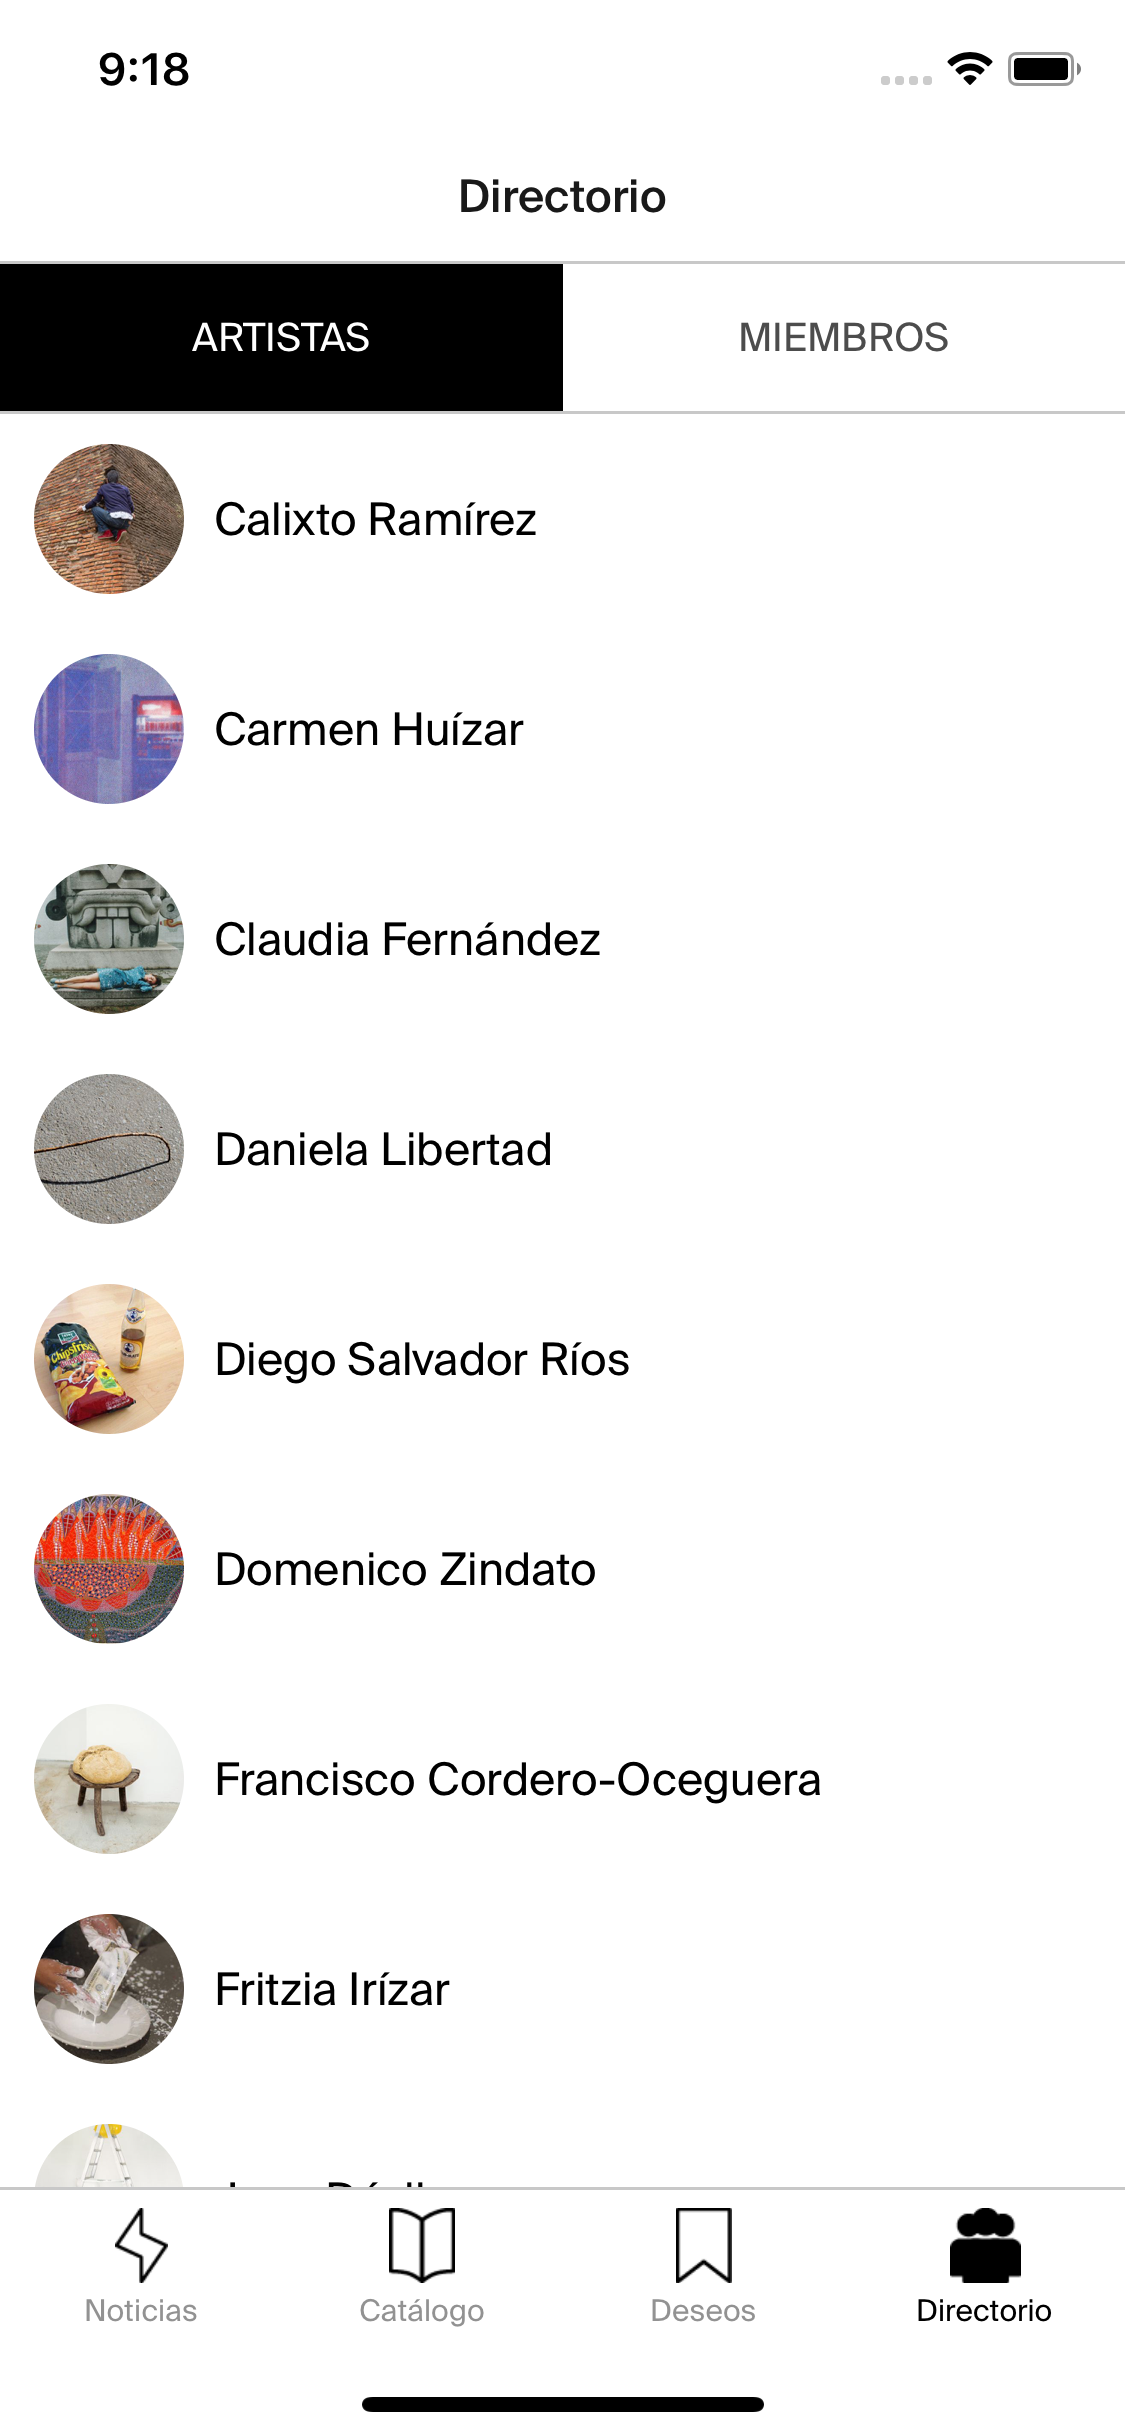 9:18
Directorio
ARTISTAS
MIEMBROS
Calixto Ramírez
Carmen Huízar
Claudia Fernández
Daniela Libertad
Chipsfrisch
Diego Salvador Ríos
Domenico Zindato
Francisco Cordero-Oceguera
Fritzia Irízar
Noticias
Catálogo
Deseos
Directorio